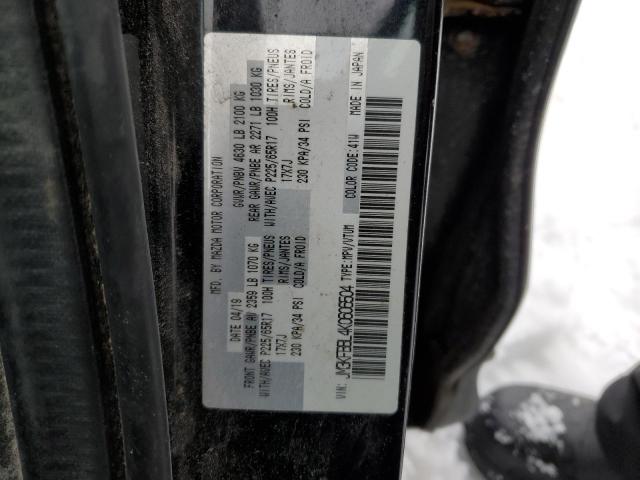 MFD. BY MAZDA MOTOR CORPORATION
DATE 04/19 GVWR/PNBV 4630 LB 2100 KG
FRONT GAWR/PNBE AV 2359 LB 1070 KG REAR GAWR/PNBE AR 2271 LB 1030 KG
WITH/AVEC P225/65R17 100H TIRES/PNEUS WITH/AVEC P225/65R17 100H TIRES/PNEUS
17X7J RIMS/JANTES 17X7J RIMS/JANTES
230 KPA/34 PSI COLD/A FROID 230 KPA/34 PSI COLD/A FROID
VIN: JM3KFBBL4K0606504 TYPE:MPV/VTUM COLOR CODE:41W MADE IN JAPAN